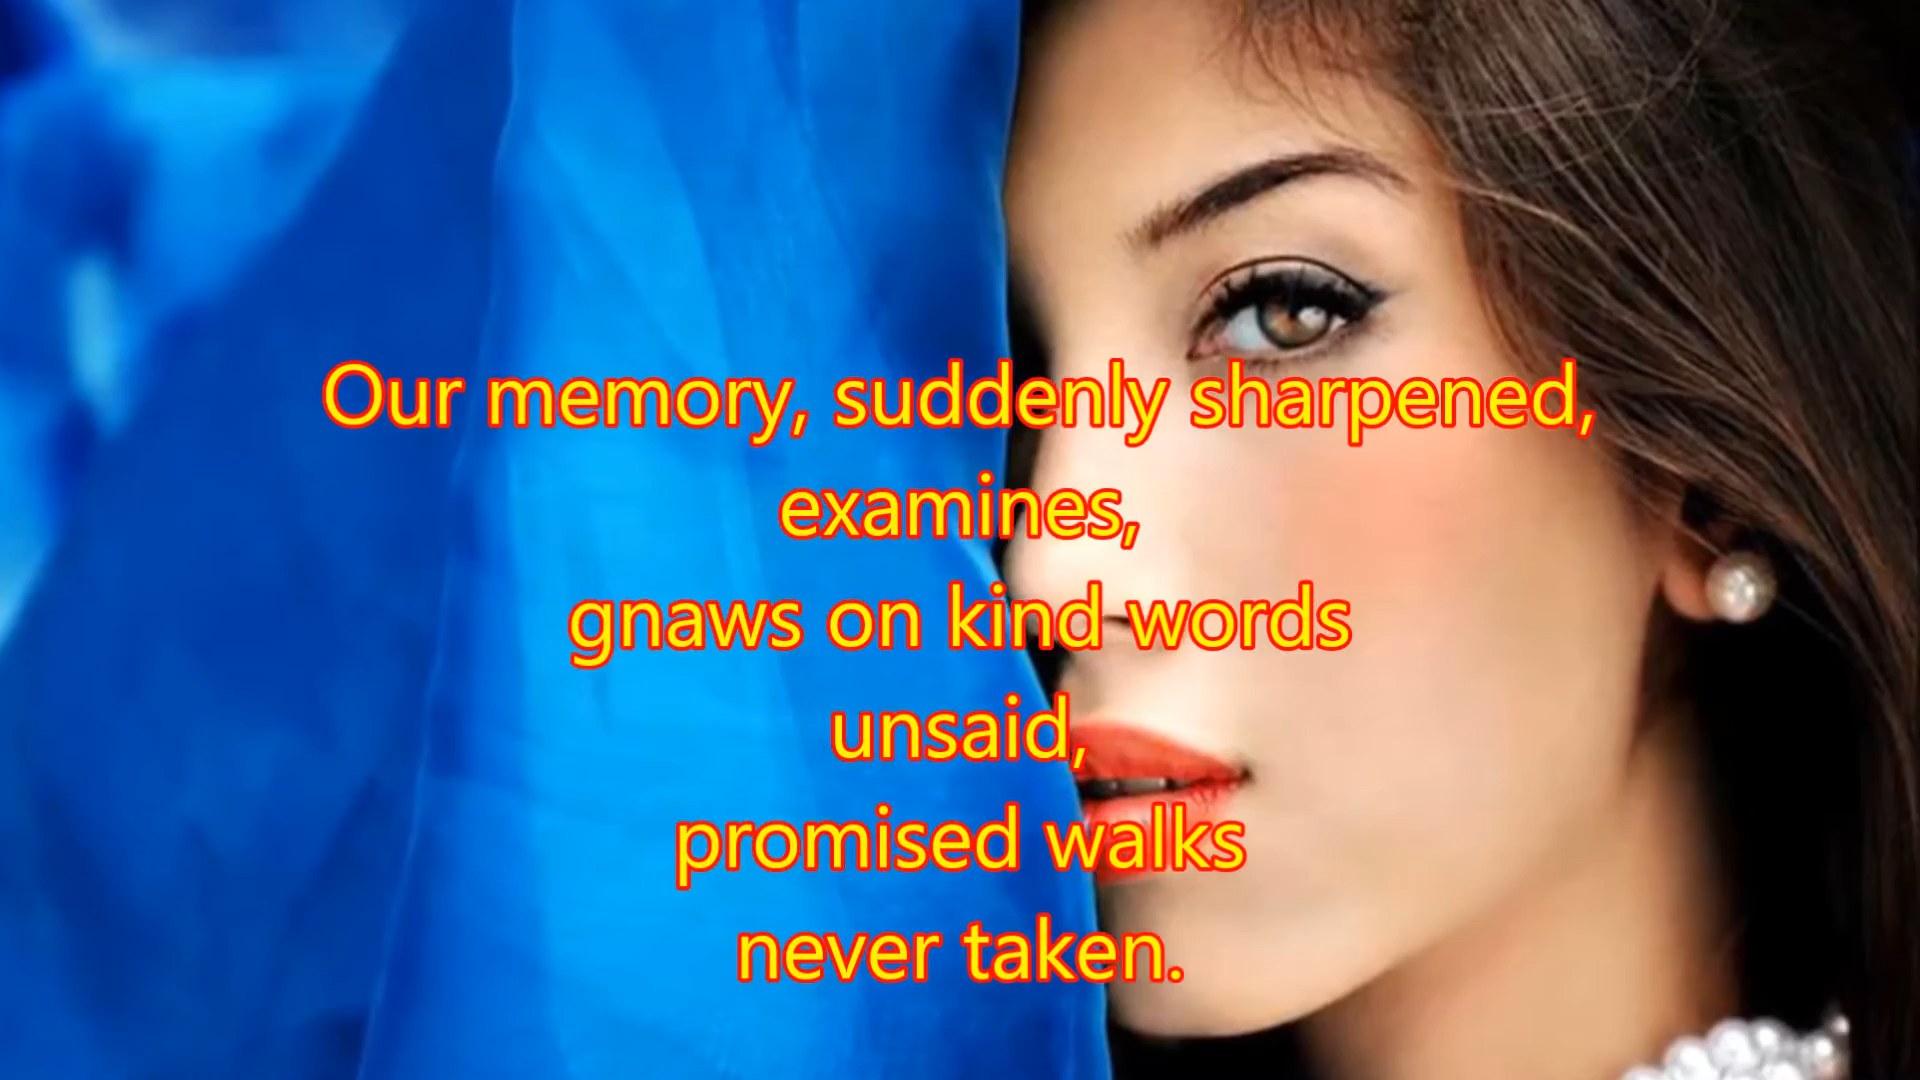 Our memory, suddenly sharpened,
examines,
gnaws on kind words
unsaid,
promised walks
never taken.